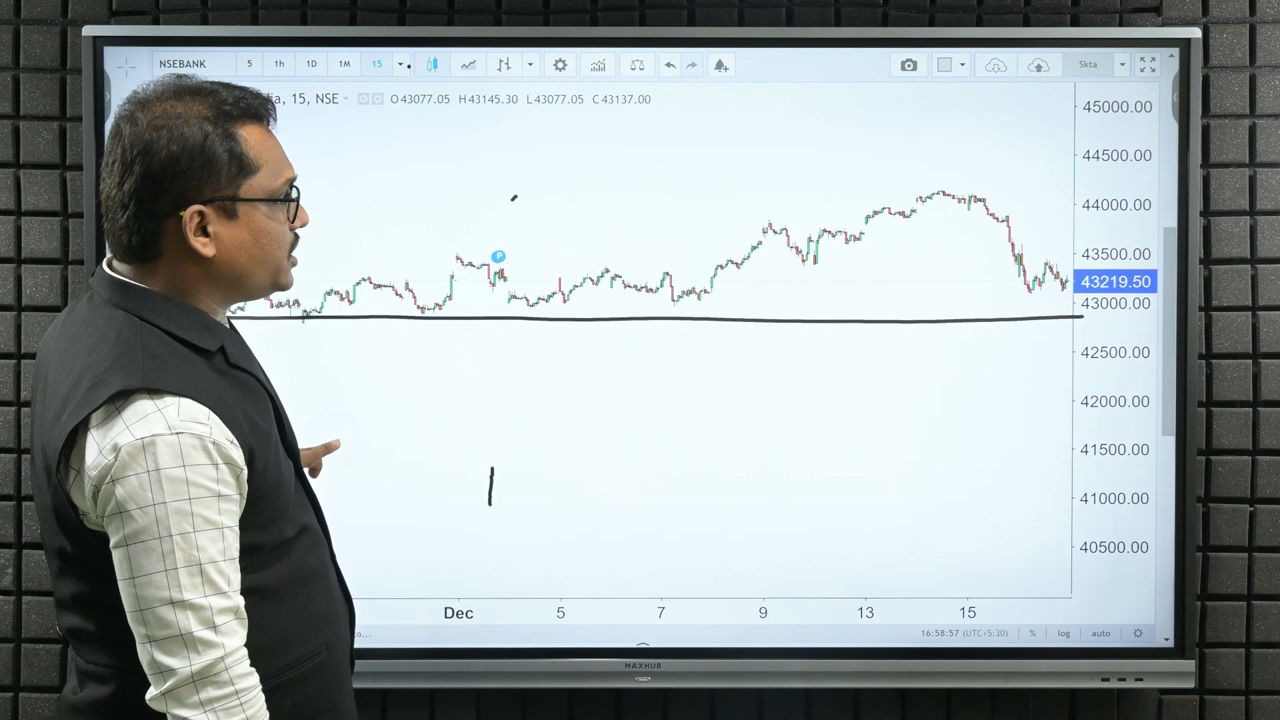 NSEBANK 5 1h 1D 1M 15 Skta
ia, 15, NSE O43077.05 H43145.30 L43077.05 C43137.00
45000.00
44500.00
44000.00
P
43500.00
43219.50
43000.00
42500.00
42000.00
41500.00
41000.00
40500.00
Dec 5 7 9 13 15
o... 16:58:57 (UTC+5:30) % log auto
MAXHUB